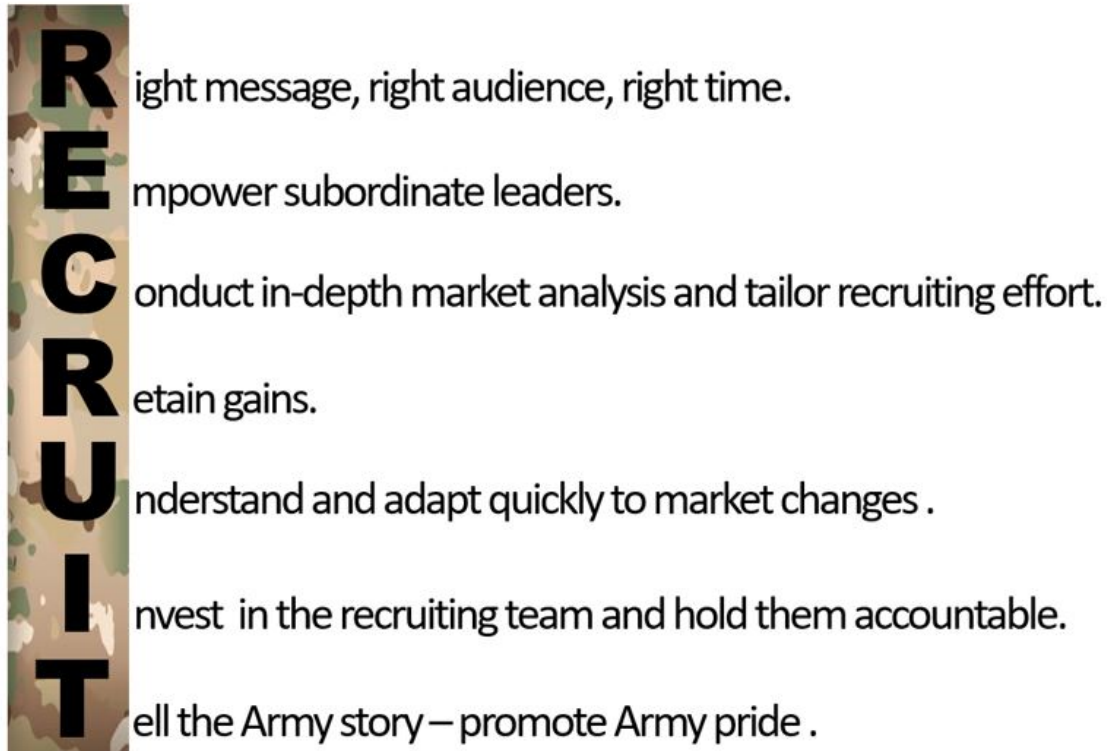 Right message, right audience, right time.
Empower subordinate leaders.
Conduct in-depth market analysis and tailor recruiting effort.
Retain gains.
Understand and adapt quickly to market changes .
Invest in the recruiting team and hold them accountable.
Tell the Army story – promote Army pride .